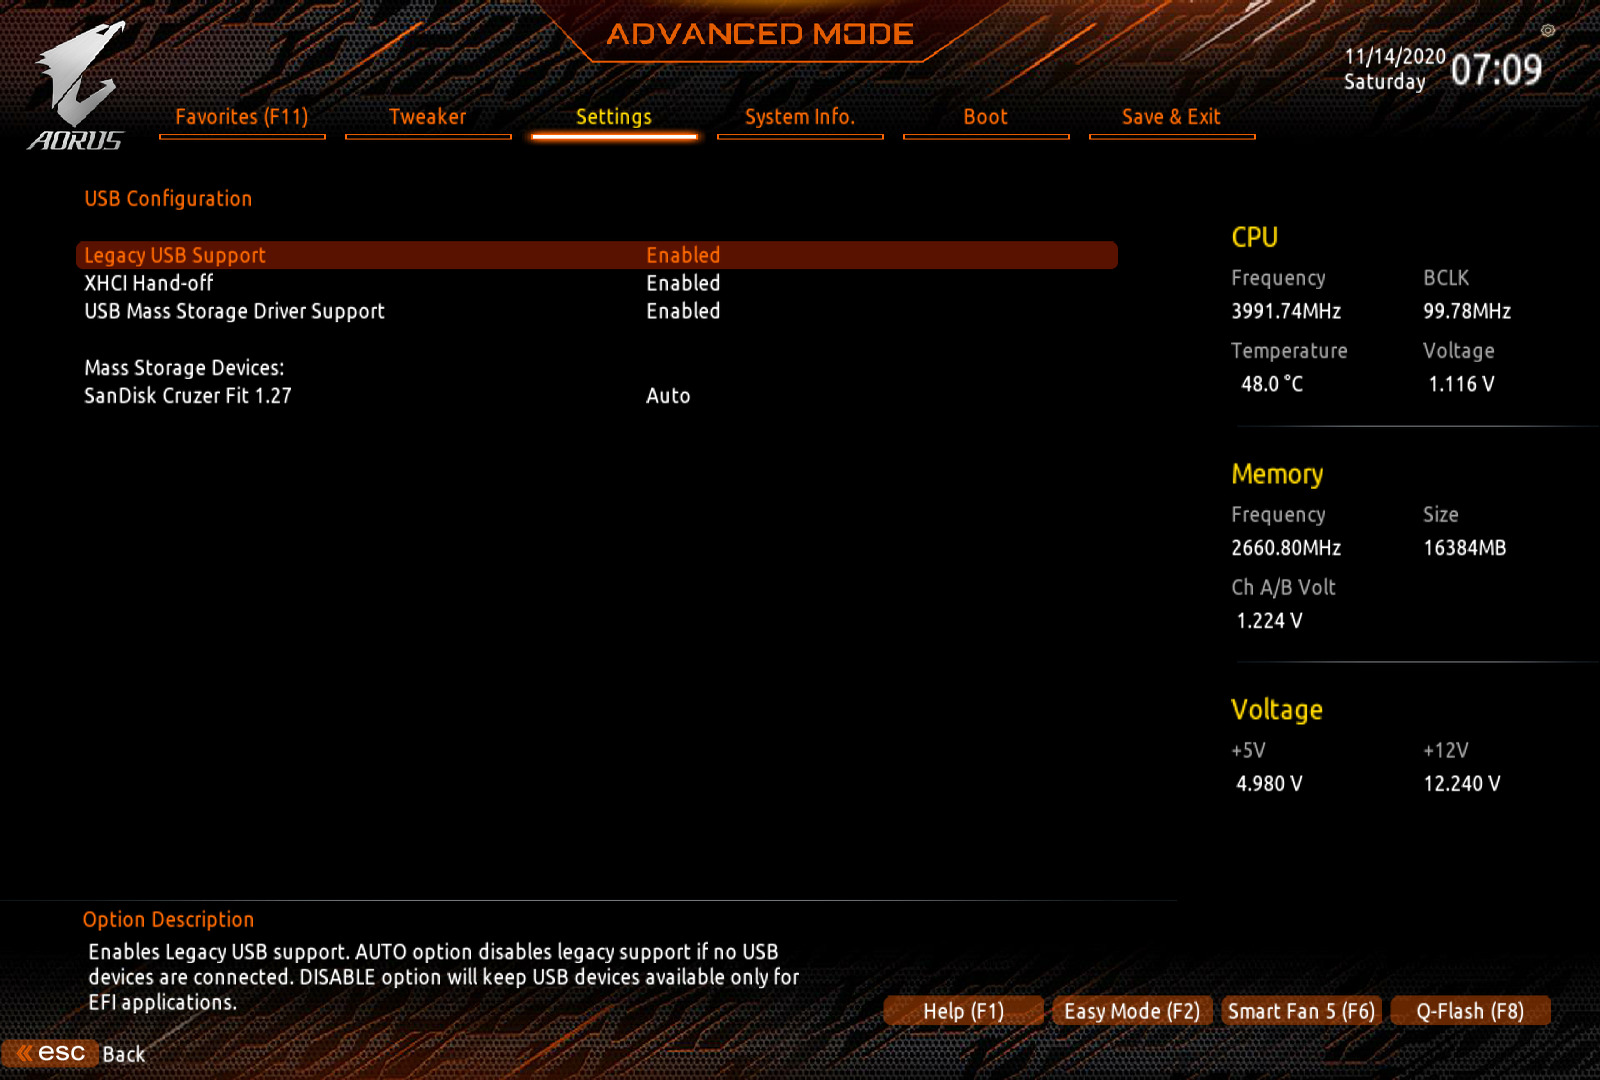 ADVANCED MODE
11/14/2020
Saturday
07:09
AORUS
Favorites (F11)
Tweaker
Settings
System Info.
Boot
Save & Exit
USB Configuration
Legacy USB Support Enabled
XHCI Hand-off Enabled
USB Mass Storage Driver Support Enabled
Mass Storage Devices:
SanDisk Cruzer Fit 1.27 Auto
CPU
Frequency BCLK
3991.74MHz 99.78MHz
Temperature Voltage
48.0 °C 1.116 V
Memory
Frequency Size
2660.80MHz 16384MB
Ch A/B Volt
1.224 V
Voltage
+5V +12V
4.980 V 12.240 V
Option Description
Enables Legacy USB support. AUTO option disables legacy support if no USB
devices are connected. DISABLE option will keep USB devices available only for
EFI applications.
Help (F1)
Easy Mode (F2)
Smart Fan 5 (F6)
Q-Flash (F8)
esc Back